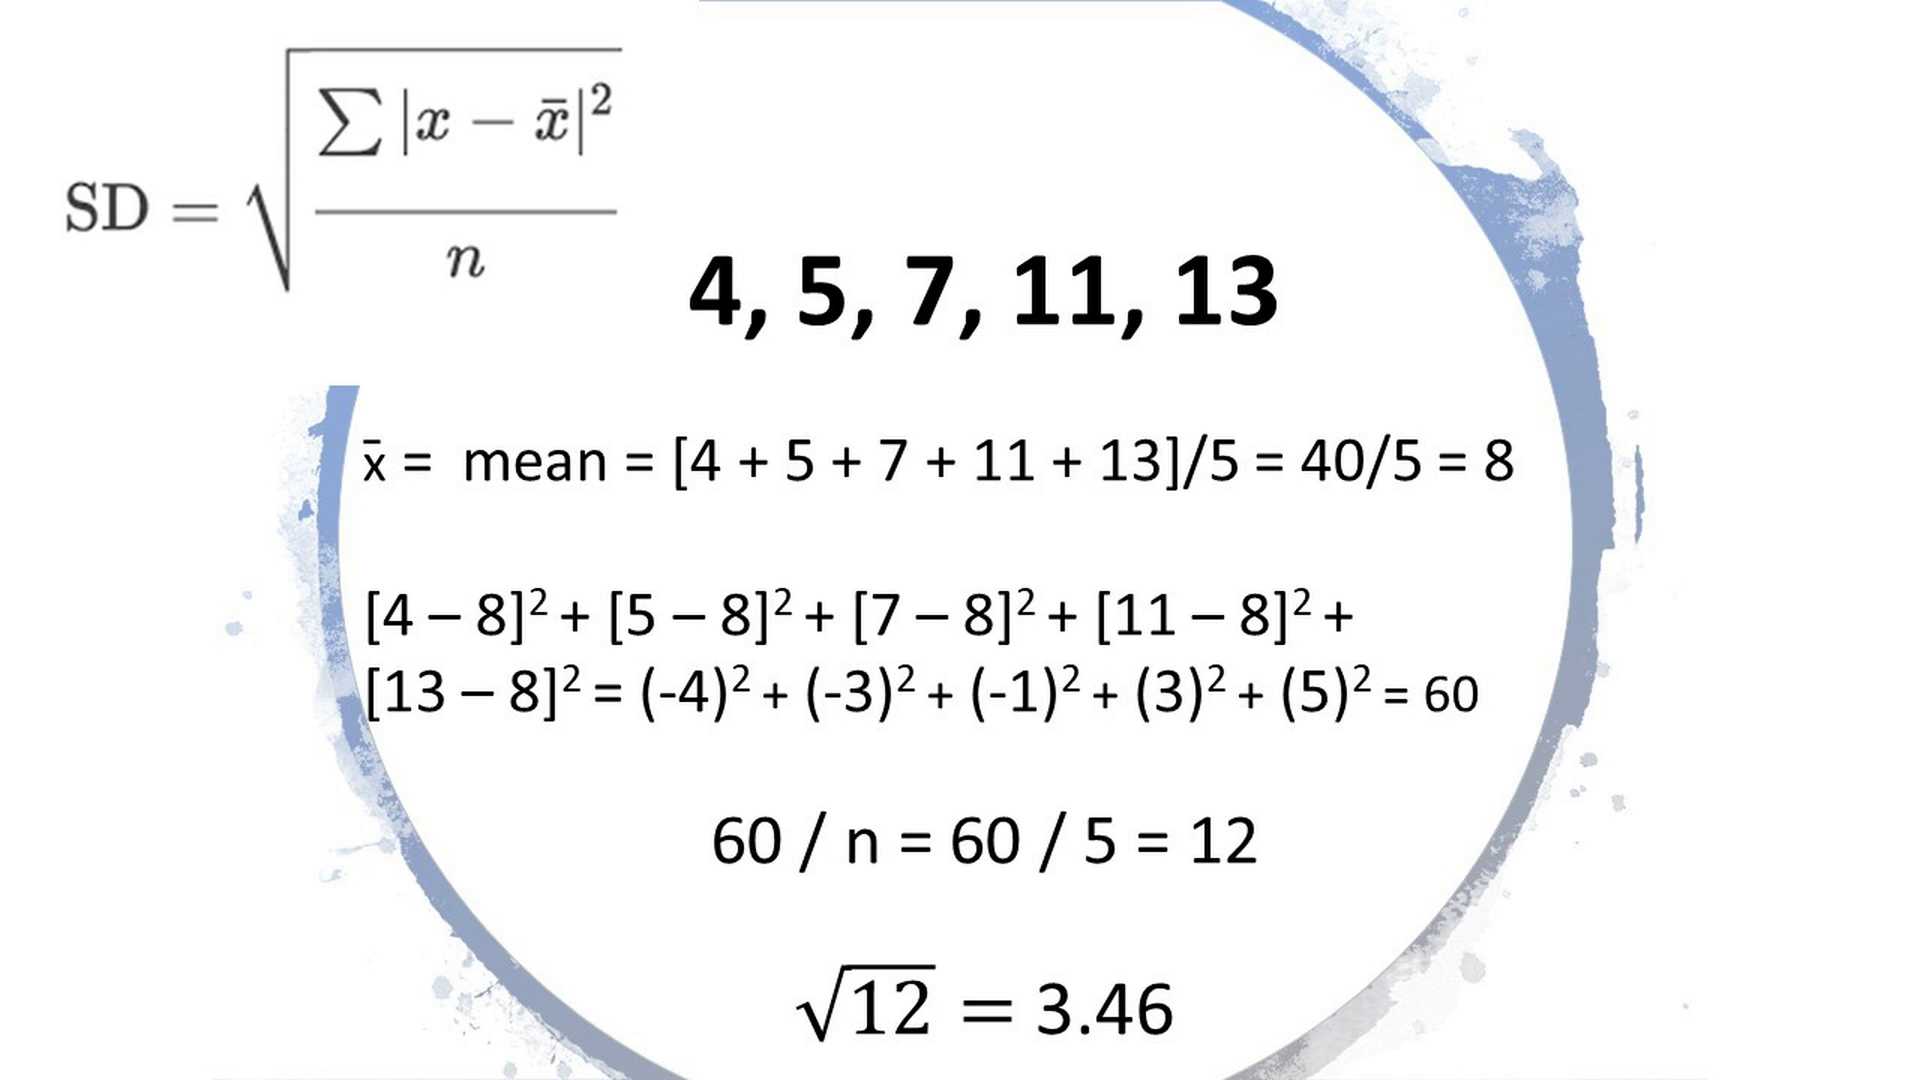 SD = √(∑|x − x̄|² / n)
4, 5, 7, 11, 13
x̄ = mean = [4 + 5 + 7 + 11 + 13]/5 = 40/5 = 8
[4 – 8]² + [5 – 8]² + [7 – 8]² + [11 – 8]² +
[13 – 8]² = (-4)² + (-3)² + (-1)² + (3)² + (5)² = 60
60 / n = 60 / 5 = 12
√12 = 3.46